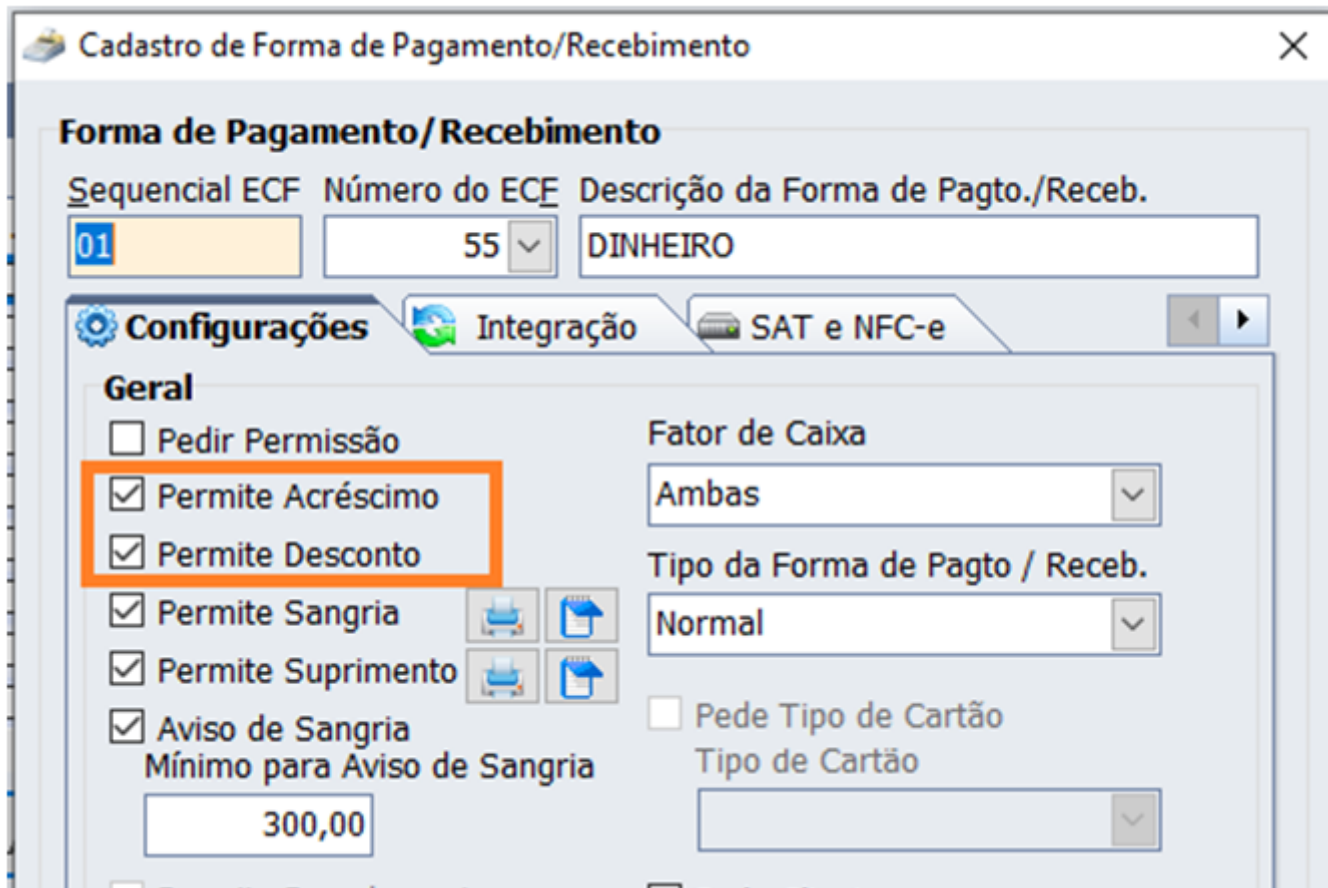 Cadastro de Forma de Pagamento/Recebimento
Forma de Pagamento/Recebimento
Sequencial ECF Número do ECF Descrição da Forma de Pagto./Receb.
01 55 DINHEIRO
Configurações Integração SAT e NFC-e
Geral
Pedir Permissão
Permite Acréscimo
Permite Desconto
Permite Sangria
Permite Suprimento
Aviso de Sangria
Mínimo para Aviso de Sangria
300,00
Fator de Caixa
Ambas
Tipo da Forma de Pagto / Receb.
Normal
Pede Tipo de Cartão
Tipo de Cartão